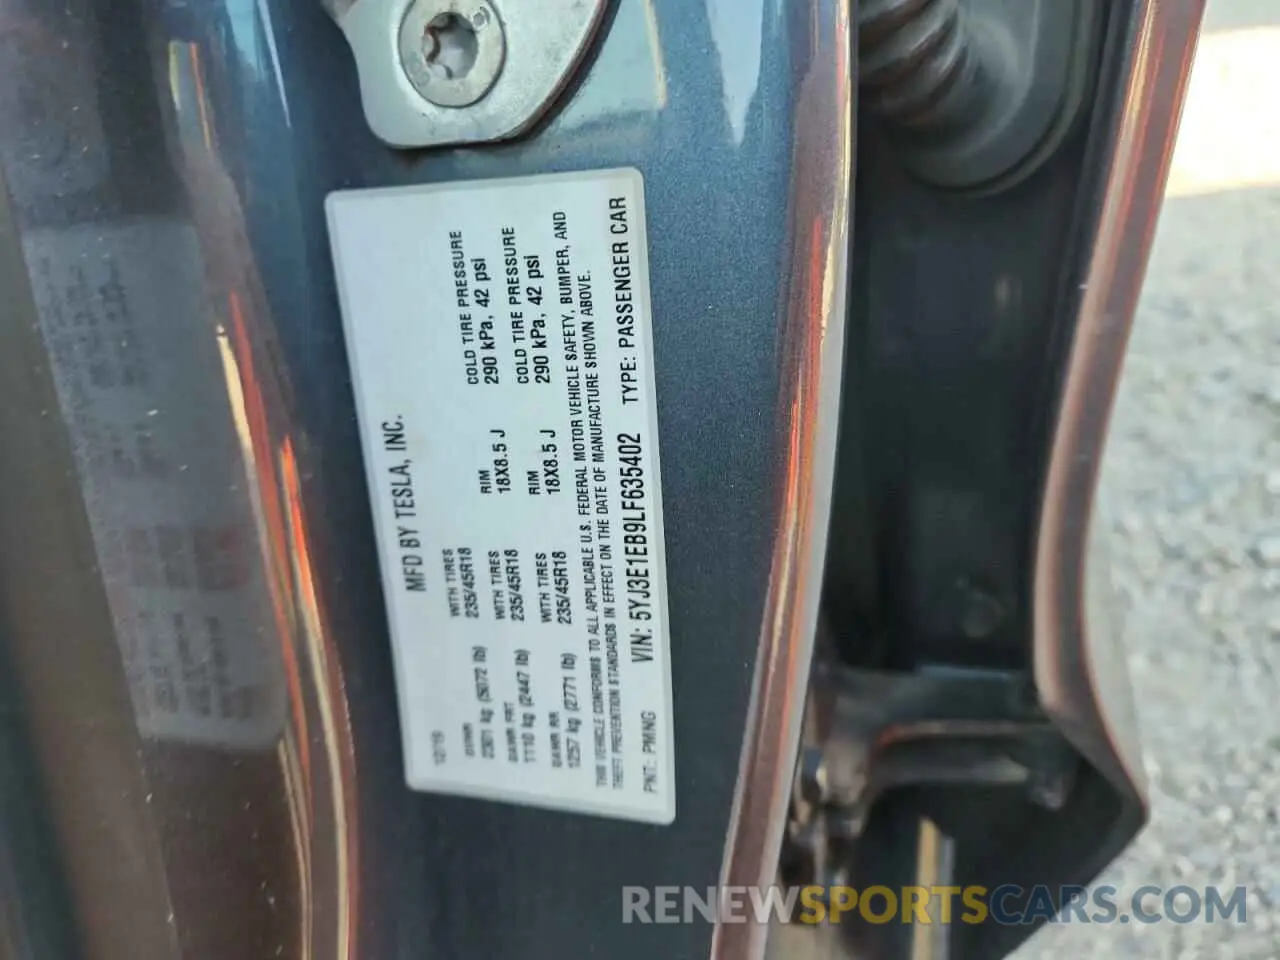 MFD BY TESLA, INC.
12/19
GVWR
2301 kg (5072 lb)
WITH TIRES
235/45R18
RIM
18X8.5 J
COLD TIRE PRESSURE
290 kPa, 42 psi
GAWR FRT
1110 kg (2447 lb)
WITH TIRES
235/45R18
RIM
18X8.5 J
COLD TIRE PRESSURE
290 kPa, 42 psi
GAWR RR
1257 kg (2771 lb)
WITH TIRES
235/45R18
THIS VEHICLE CONFORMS TO ALL APPLICABLE U.S. FEDERAL MOTOR VEHICLE SAFETY, BUMPER, AND
THEFT PREVENTION STANDARDS IN EFFECT ON THE DATE OF MANUFACTURE SHOWN ABOVE.
PNT: PMNG VIN: 5YJ3E1EB9LF635402 TYPE: PASSENGER CAR
RENEWSPORTSCARS.COM